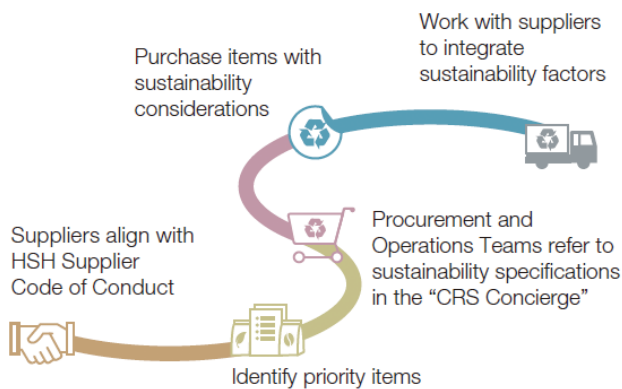 Work with suppliers
to integrate
sustainability factors
Purchase items with
sustainability
considerations
Procurement and
Operations Teams refer to
sustainability specifications
in the “CRS Concierge”
Suppliers align with
HSH Supplier
Code of Conduct
Identify priority items